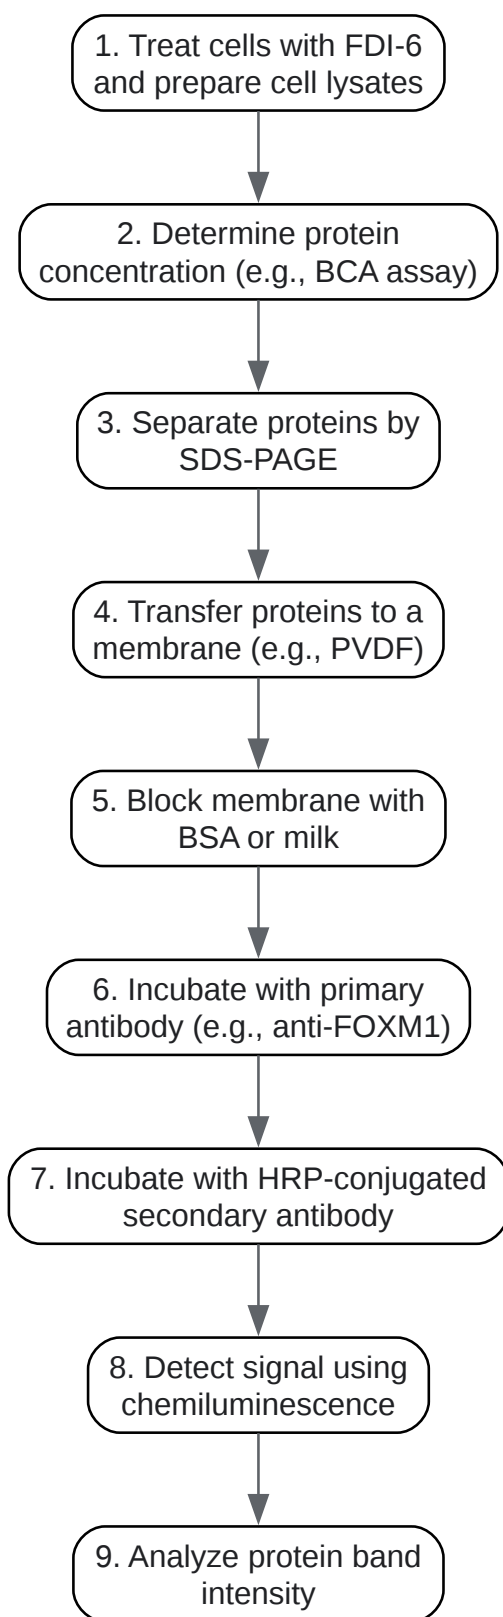 1. Treat cells with FDI-6
and prepare cell lysates
2. Determine protein
concentration (e.g., BCA assay)
3. Separate proteins by
SDS-PAGE
4. Transfer proteins to a
membrane (e.g., PVDF)
5. Block membrane with
BSA or milk
6. Incubate with primary
antibody (e.g., anti-FOXM1)
7. Incubate with HRP-conjugated
secondary antibody
8. Detect signal using
chemiluminescence
9. Analyze protein band
intensity